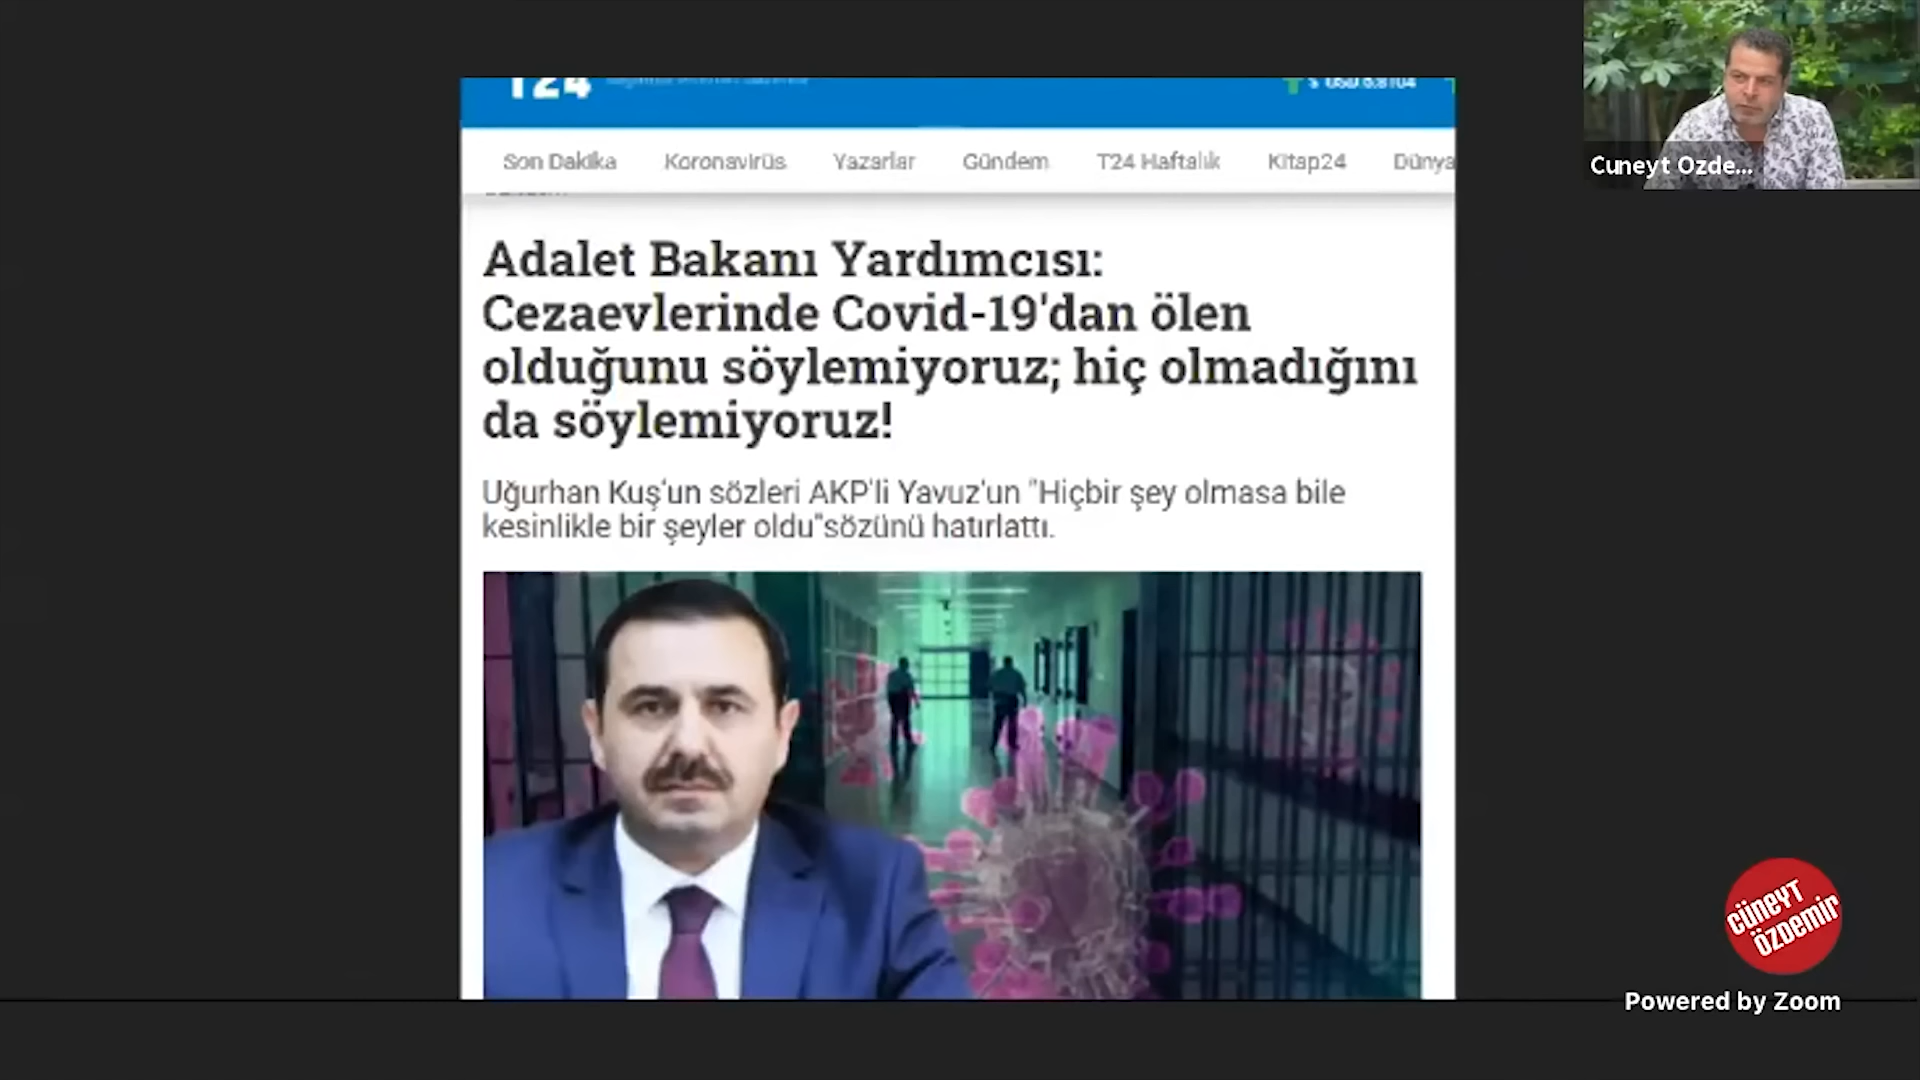 T24
Son Dakika Koronavirüs Yazarlar Gündem T24 Haftalık Kitap24 Dünya
Adalet Bakanı Yardımcısı:
Cezaevlerinde Covid-19'dan ölen
olduğunu söylemiyoruz; hiç olmadığını
da söylemiyoruz!
Uğurhan Kuş'un sözleri AKP'li Yavuz'un "Hiçbir şey olmasa bile
kesinlikle bir şeyler oldu"sözünü hatırlattı.
Cuneyt Ozde...
CÜNEYT
ÖZDEMİR
Powered by Zoom